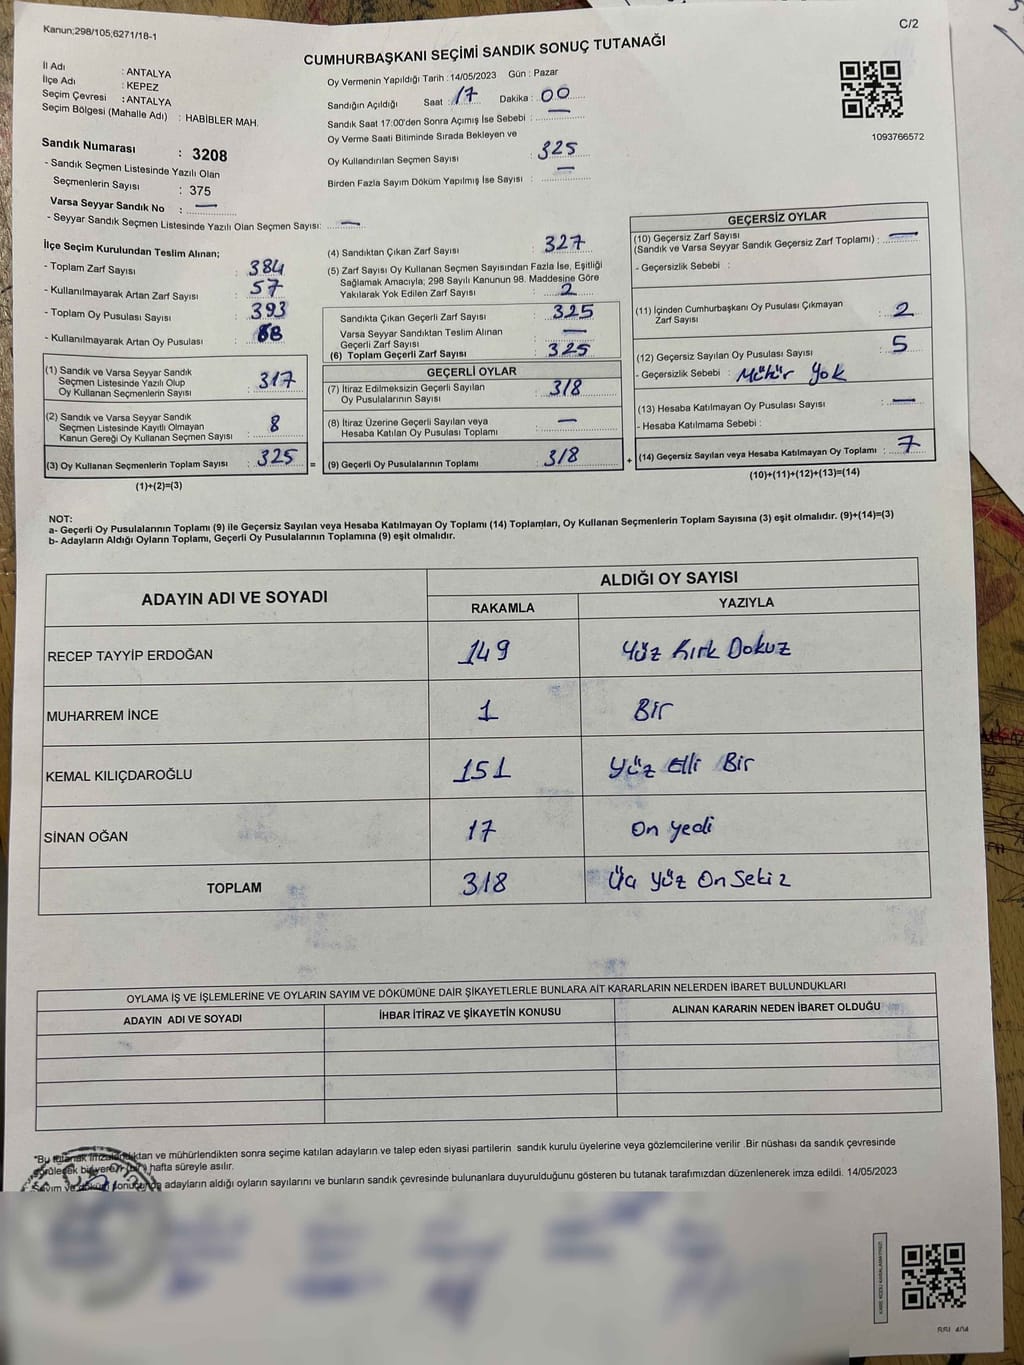 Kanun;298/105;6271/18-1
C/2
CUMHURBAŞKANI SEÇİMİ SANDIK SONUÇ TUTANAĞI
İl Adı : ANTALYA
İlçe Adı : KEPEZ
Seçim Çevresi : ANTALYA
Seçim Bölgesi (Mahalle Adı) : HABİBLER MAH.
Sandık Numarası : 3208
- Sandık Seçmen Listesinde Yazılı Olan
Seçmenlerin Sayısı : 375
Varsa Seyyar Sandık No : —
- Seyyar Sandık Seçmen Listesinde Yazılı Olan Seçmen Sayısı: —
Oy Vermenin Yapıldığı Tarih : 14/05/2023 Gün : Pazar
Sandığın Açıldığı Saat : 17 Dakika : 00
Sandık Saat 17:00'den Sonra Açımış İse Sebebi : —
Oy Verme Saati Bitiminde Sırada Bekleyen ve
Oy Kullandırılan Seçmen Sayısı : 325
Birden Fazla Sayım Döküm Yapılmış İse Sayısı : —
1093766572
İlçe Seçim Kurulundan Teslim Alınan;
- Toplam Zarf Sayısı : 384
- Kullanılmayarak Artan Zarf Sayısı : 57
- Toplam Oy Pusulası Sayısı : 393
- Kullanılmayarak Artan Oy Pusulası :
(1) Sandık ve Varsa Seyyar Sandık
Seçmen Listesinde Yazılı Olup
Oy Kullanan Seçmenlerin Sayısı : 317
(2) Sandık ve Varsa Seyyar Sandık
Seçmen Listesinde Kayıtlı Olmayan
Kanun Gereği Oy Kullanan Seçmen Sayısı : 8
(3) Oy Kullanan Seçmenlerin Toplam Sayısı : 325
(1)+(2)=(3)
(4) Sandıktan Çıkan Zarf Sayısı : 327
(5) Zarf Sayısı Oy Kullanan Seçmen Sayısından Fazla İse, Eşitliği
Sağlamak Amacıyla; 298 Sayılı Kanunun 98. Maddesine Göre
Yakılarak Yok Edilen Zarf Sayısı : 2
Sandıkta Çıkan Geçerli Zarf Sayısı : 325
Varsa Seyyar Sandıktan Teslim Alınan
Geçerli Zarf Sayısı : —
(6) Toplam Geçerli Zarf Sayısı : 325
GEÇERLİ OYLAR
(7) İtiraz Edilmeksizin Geçerli Sayılan
Oy Pusulalarının Sayısı : 318
(8) İtiraz Üzerine Geçerli Sayılan veya
Hesaba Katılan Oy Pusulası Toplamı : —
= (9) Geçerli Oy Pusulalarının Toplamı : 318
GEÇERSİZ OYLAR
(10) Geçersiz Zarf Sayısı
(Sandık ve Varsa Seyyar Sandık Geçersiz Zarf Toplamı) : —
- Geçersizlik Sebebi :
(11) İçinden Cumhurbaşkanı Oy Pusulası Çıkmayan
Zarf Sayısı : 2
(12) Geçersiz Sayılan Oy Pusulası Sayısı : 5
- Geçersizlik Sebebi : Mühür Yok
(13) Hesaba Katılmayan Oy Pusulası Sayısı : —
- Hesaba Katılmama Sebebi :
+ (14) Geçersiz Sayılan veya Hesaba Katılmayan Oy Toplamı : 7
(10)+(11)+(12)+(13)=(14)
NOT:
a- Geçerli Oy Pusulalarının Toplamı (9) ile Geçersiz Sayılan veya Hesaba Katılmayan Oy Toplamı (14) Toplamları, Oy Kullanan Seçmenlerin Toplam Sayısına (3) eşit olmalıdır. (9)+(14)=(3)
b- Adayların Aldığı Oyların Toplamı, Geçerli Oy Pusulalarının Toplamına (9) eşit olmalıdır.
ADAYIN ADI VE SOYADI
ALDIĞI OY SAYISI
RAKAMLA YAZIYLA
RECEP TAYYİP ERDOĞAN 149 Yüz Kırk Dokuz
MUHARREM İNCE 1 Bir
KEMAL KILIÇDAROĞLU 151 Yüz Elli Bir
SİNAN OĞAN 17 On yedi
TOPLAM 318 Üç yüz On Sekiz
OYLAMA İŞ VE İŞLEMLERİNE VE OYLARIN SAYIM VE DÖKÜMÜNE DAİR ŞİKAYETLERLE BUNLARA AİT KARARLARIN NELERDEN İBARET BULUNDUKLARI
ADAYIN ADI VE SOYADI İHBAR İTİRAZ VE ŞİKAYETİN KONUSU ALINAN KARARIN NEDEN İBARET OLDUĞU
"Bu tutanak imzalandıktan ve mühürlendikten sonra seçime katılan adayların ve talep eden siyasi partilerin sandık kurulu üyelerine veya gözlemcilerine verilir .Bir nüshası da sandık çevresinde
görülecek bir yere (bir) hafta süreyle asılır.
Sayım ve döküm sonucunda adayların aldığı oyların sayılarını ve bunların sandık çevresinde bulunanlara duyurulduğunu gösteren bu tutanak tarafımızdan düzenlenerek imza edildi. 14/05/2023